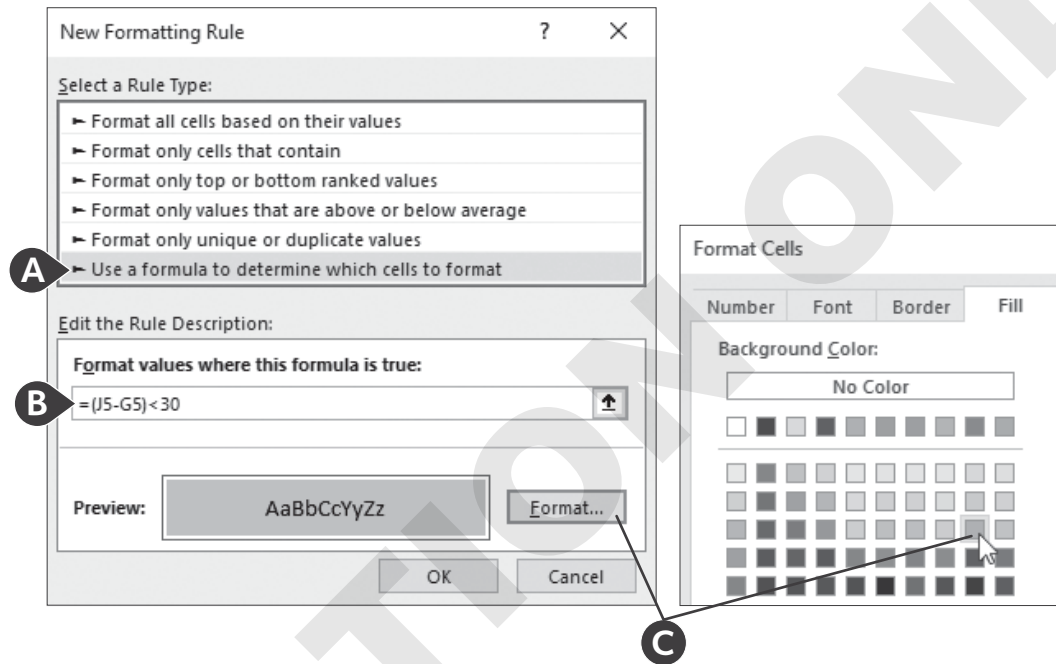 New Formatting Rule ? ×
Select a Rule Type:
► Format all cells based on their values
► Format only cells that contain
► Format only top or bottom ranked values
► Format only values that are above or below average
► Format only unique or duplicate values
A ► Use a formula to determine which cells to format
Edit the Rule Description:
Format values where this formula is true:
B =(J5-G5)<30
Preview: AaBbCcYyZz Format...
OK Cancel
Format Cells
Number Font Border Fill
Background Color:
No Color
C